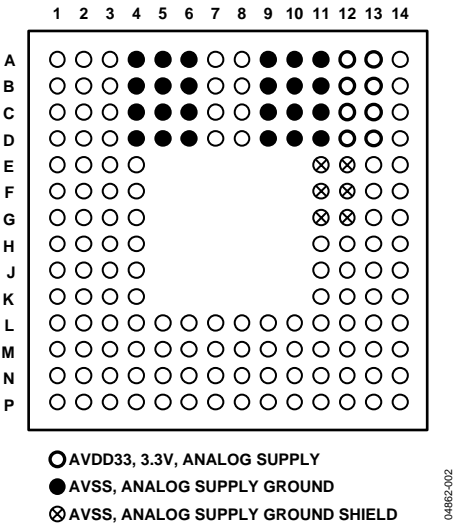 1 2 3 4 5 6 7 8 9 10 11 12 13 14
A
B
C
D
E
F
G
H
J
K
L
M
N
P
AVDD33, 3.3V, ANALOG SUPPLY
AVSS, ANALOG SUPPLY GROUND
AVSS, ANALOG SUPPLY GROUND SHIELD
04862-002